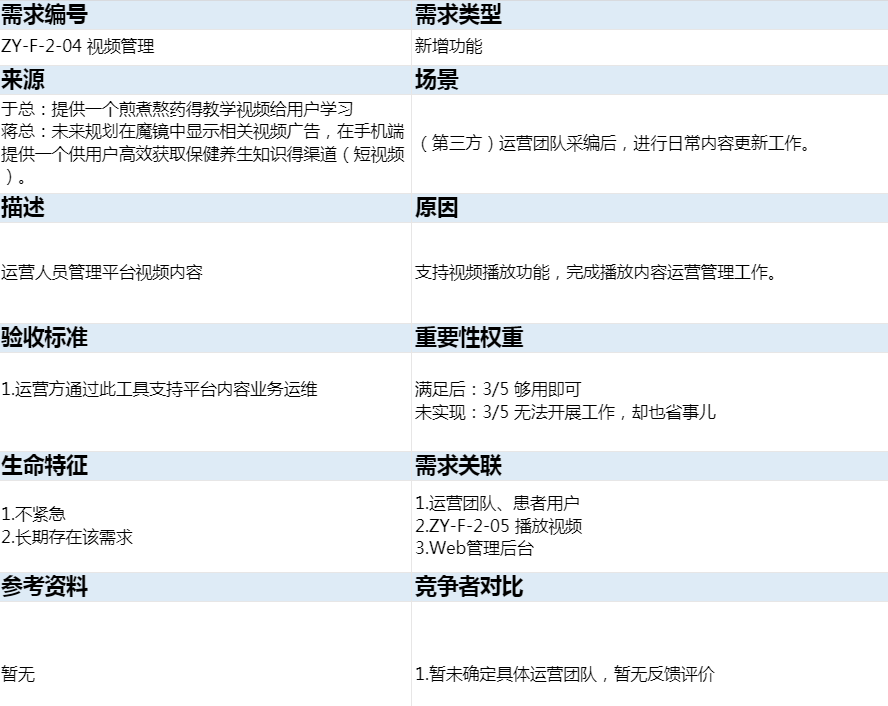 需求编号
需求类型
ZY-F-2-04 视频管理
新增功能
来源
场景
于总：提供一个煎煮熬药得教学视频给用户学习
蒋总：未来规划在魔镜中显示相关视频广告，在手机端
提供一个供用户高效获取保健养生知识得渠道（短视频
）。
（第三方）运营团队采编后，进行日常内容更新工作。
描述
原因
运营人员管理平台视频内容
支持视频播放功能，完成播放内容运营管理工作。
验收标准
重要性权重
1.运营方通过此工具支持平台内容业务运维
满足后：3/5 够用即可
未实现：3/5 无法开展工作，却也省事儿
生命特征
需求关联
1.不紧急
2.长期存在该需求
1.运营团队、患者用户
2.ZY-F-2-05 播放视频
3.Web管理后台
参考资料
竞争者对比
暂无
1.暂未确定具体运营团队，暂无反馈评价